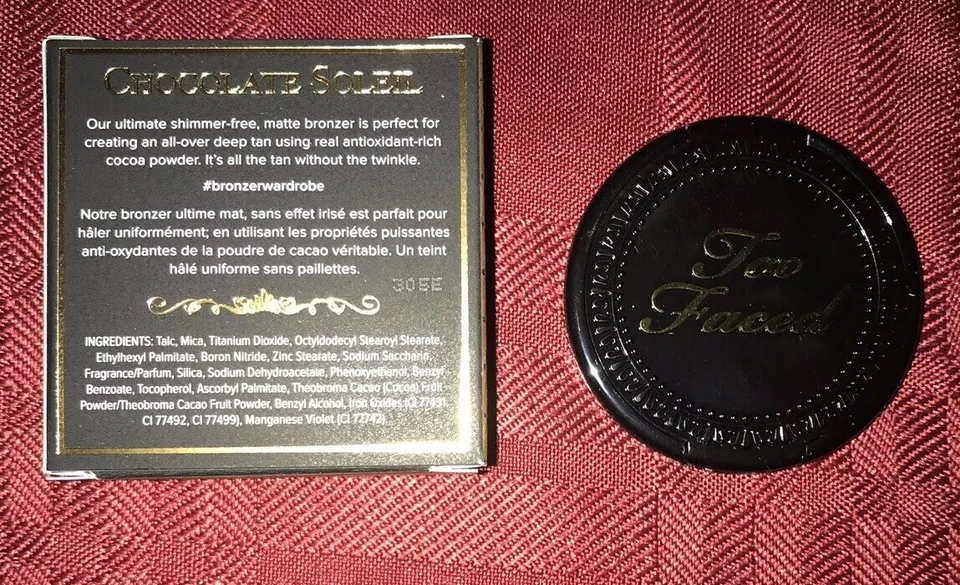 CHOCOLATE SOLEIL
Our ultimate shimmer-free, matte bronzer is perfect for
creating an all-over deep tan using real antioxidant-rich
cocoa powder. It's all the tan without the twinkle.
#bronzerwardrobe
Notre bronzer ultime mat, sans effet irisé est parfait pour
hâler uniformément; en utilisant les propriétés puissantes
anti-oxydantes de la poudre de cacao véritable. Un teint
hâlé uniforme sans paillettes.
30EE
INGREDIENTS: Talc, Mica, Titanium Dioxide, Octyldodecyl Stearoyl Stearate,
Ethylhexyl Palmitate, Boron Nitride, Zinc Stearate, Sodium Saccharin,
Fragrance/Parfum, Silica, Sodium Dehydroacetate, Phenoxyethanol, Benzyl
Benzoate, Tocopherol, Ascorbyl Palmitate, Theobroma Cacao (Cocoa) Fruit
Powder/Theobroma Cacao Fruit Powder, Benzyl Alcohol, Iron Oxides (CI 77491,
CI 77492, CI 77499), Manganese Violet (CI 77742).
Too
Faced